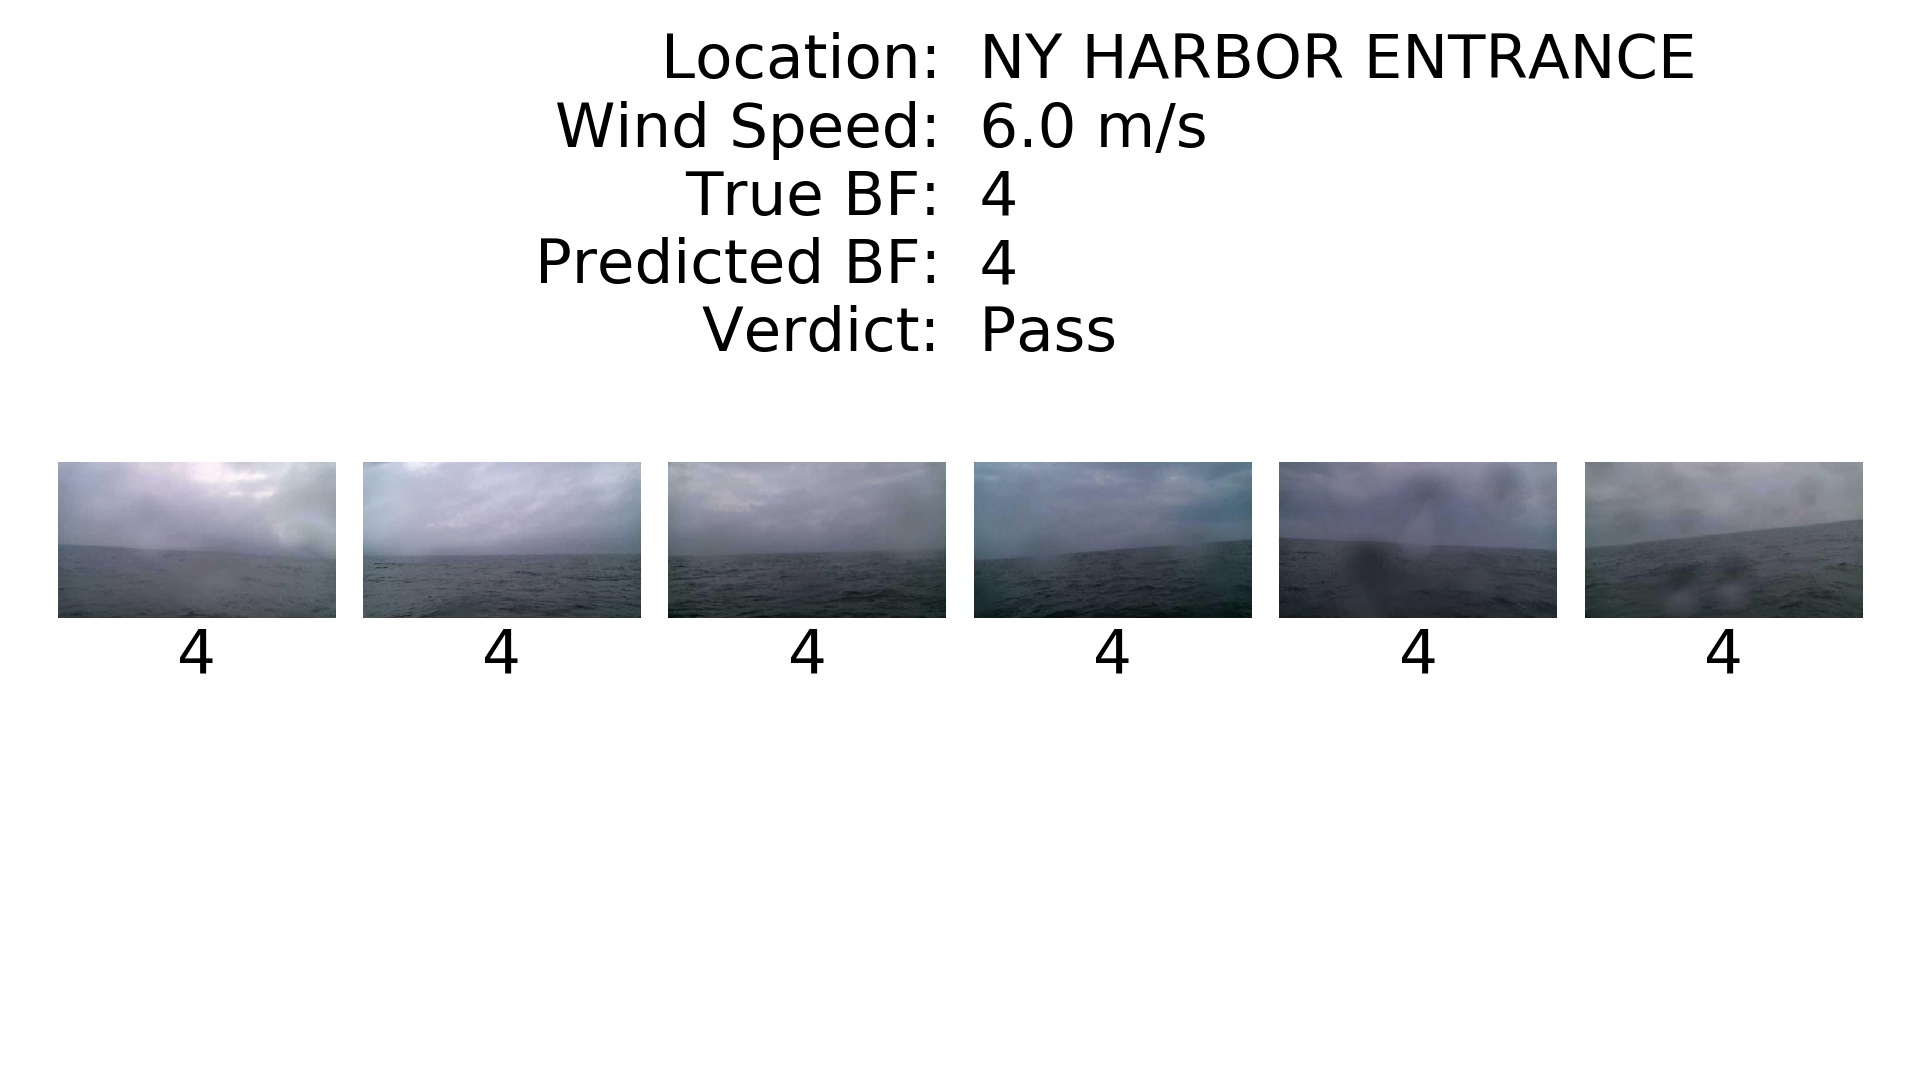 Location: NY HARBOR ENTRANCE
Wind Speed: 6.0 m/s
True BF: 4
Predicted BF: 4
Verdict: Pass
4 4 4 4 4 4